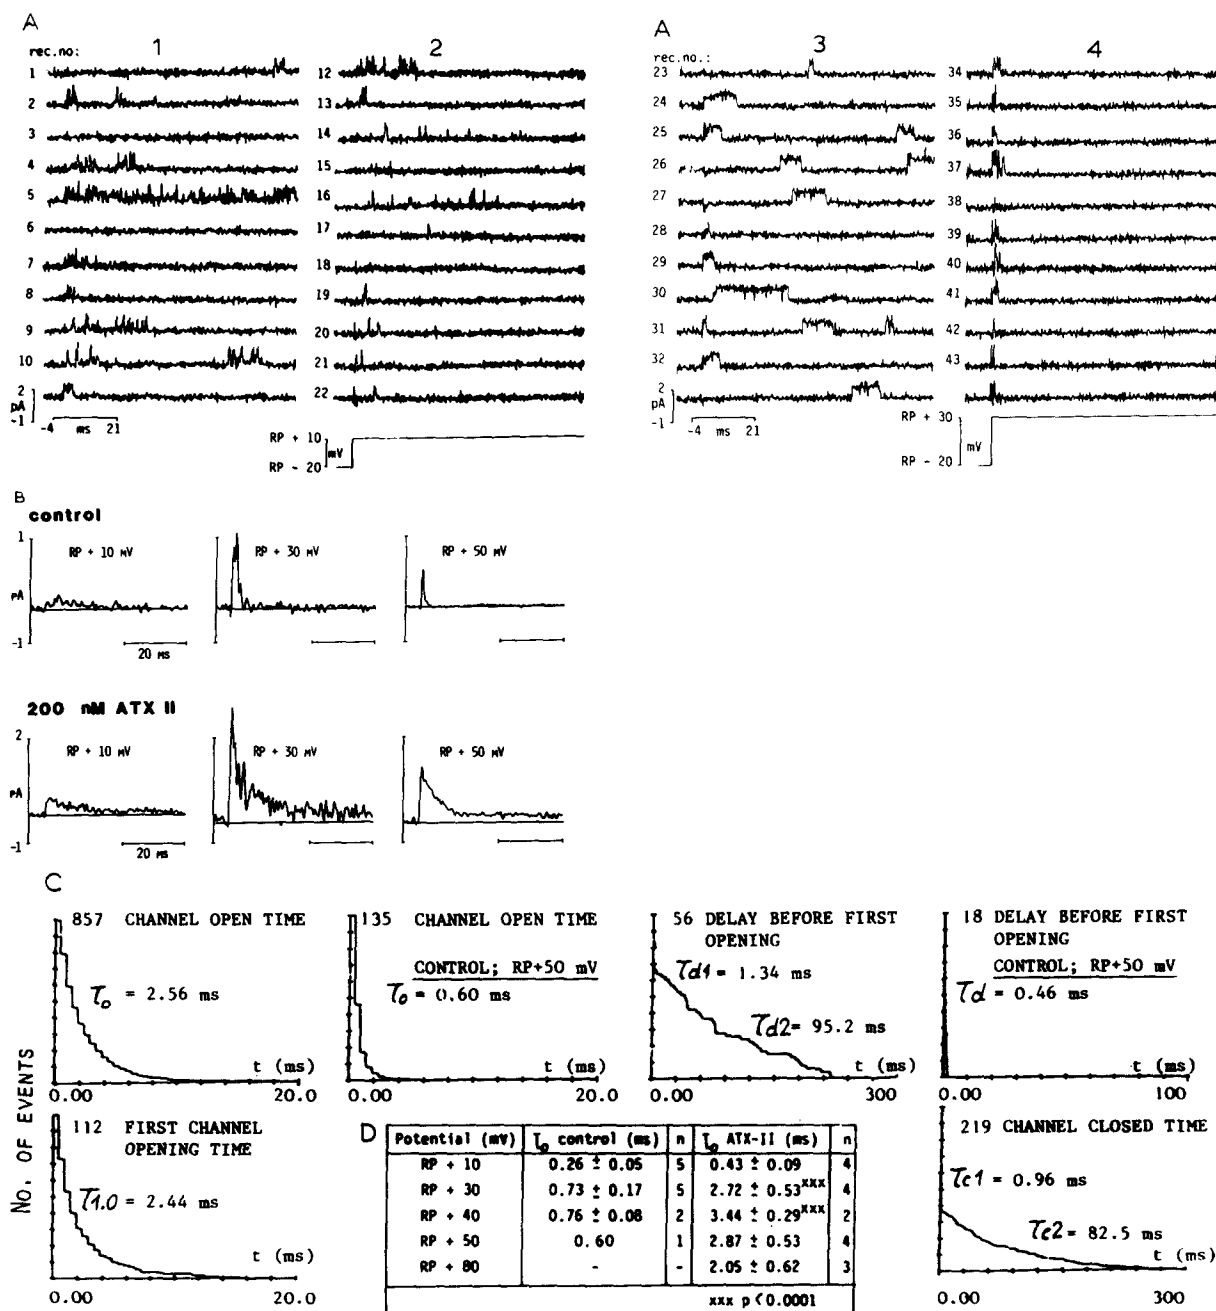 A
1
2
rec.no:
1
2
3
4
5
6
7
8
9
10
2
pA
-1
-4 ms 21
12
13
14
15
16
17
18
19
20
21
22
RP + 10
mV
RP - 20
A
3
4
rec.no.:
23
24
25
26
27
28
29
30
31
32
2
pA
-1
-4 ms 21
34
35
36
37
38
39
40
41
42
43
RP + 30
mV
RP - 20
B
control
1
pA
-1
RP + 10 mV
RP + 30 mV
RP + 50 mV
20 ms
200 nM ATX II
2
pA
-1
RP + 10 mV
RP + 30 mV
RP + 50 mV
20 ms
C
No. OF EVENTS
857 CHANNEL OPEN TIME
τo = 2.56 ms
t (ms)
0.00 20.0
135 CHANNEL OPEN TIME
CONTROL; RP+50 mV
τo = 0.60 ms
t (ms)
0.00 20.0
56 DELAY BEFORE FIRST
OPENING
τd1 = 1.34 ms
τd2 = 95.2 ms
t (ms)
0.00 300
18 DELAY BEFORE FIRST
OPENING
CONTROL; RP+50 mV
τd = 0.46 ms
t (ms)
0.00 100
112 FIRST CHANNEL
OPENING TIME
τ1.0 = 2.44 ms
t (ms)
0.00 20.0
D
Potential (mV) τo control (ms) n τo ATX-II (ms) n
RP + 10 0.26 ± 0.05 5 0.43 ± 0.09 4
RP + 30 0.73 ± 0.17 5 2.72 ± 0.53xxx 4
RP + 40 0.76 ± 0.08 2 3.44 ± 0.29xxx 2
RP + 50 0.60 1 2.87 ± 0.53 4
RP + 80 - - 2.05 ± 0.62 3
xxx p < 0.0001
219 CHANNEL CLOSED TIME
τc1 = 0.96 ms
τc2 = 82.5 ms
t (ms)
0.00 300